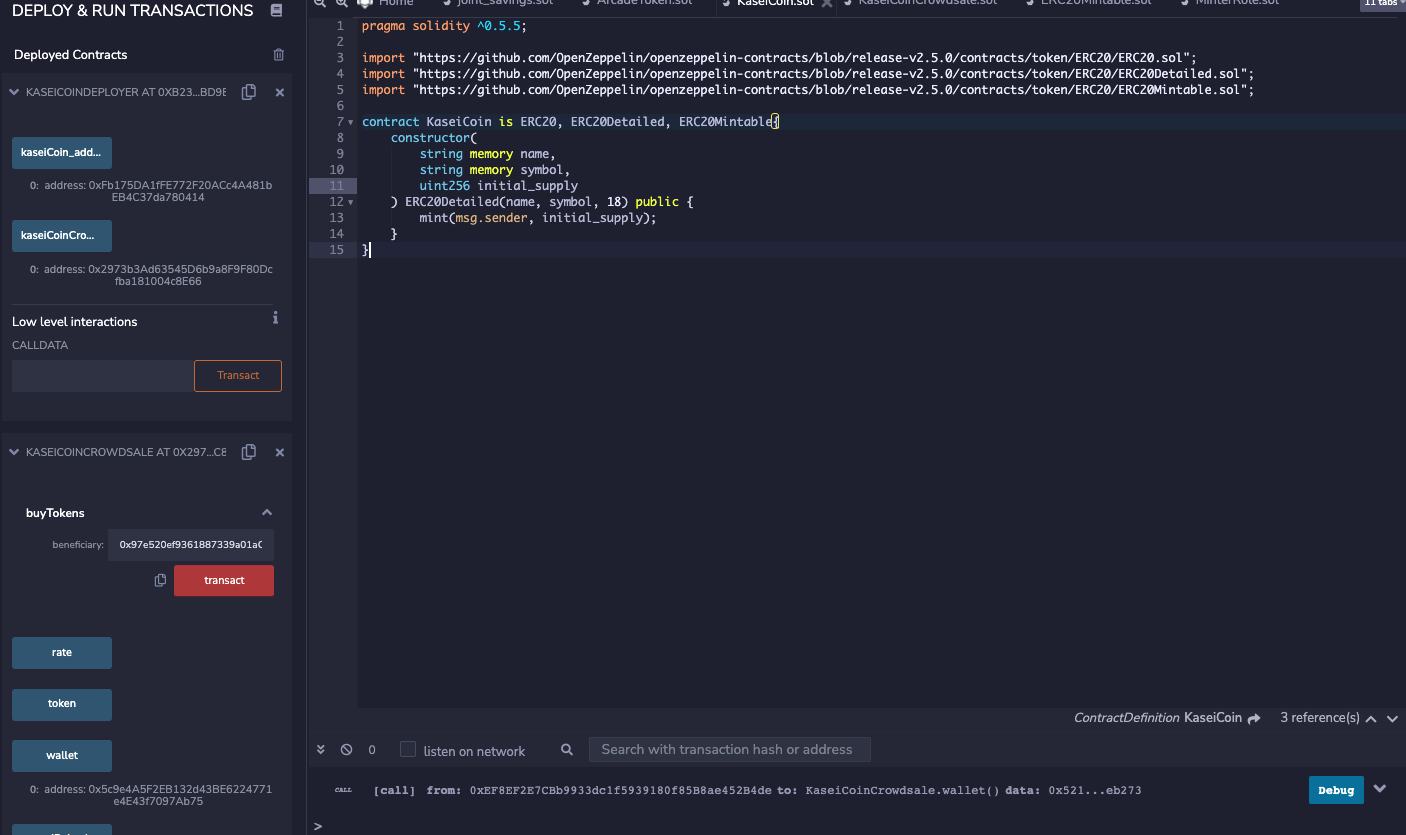 DEPLOY & RUN TRANSACTIONS
Deployed Contracts
KASEICOINDEPLOYER AT 0XB23...BD9E
kaseiCoin_add...
0: address: 0xFb175DA1fFE772F20ACc4A481b
EB4C37da780414
kaseiCoinCro...
0: address: 0x2973b3Ad63545D6b9a8F9F80Dc
fba181004c8E66
Low level interactions
CALLDATA
Transact
KASEICOINCROWDSALE AT 0X297...C8
buyTokens
beneficiary: 0x97e520ef9361887339a01aC
transact
rate
token
wallet
0: address: 0x5c9e4A5F2EB132d43BE6224771
e4E43f7097Ab75
Home joint_savings.sol ArcadeToken.sol KaseiCoin.sol KaseiCoinCrowdsale.sol ERC20Mintable.sol MinterRole.sol 11 tabs
1 pragma solidity ^0.5.5;
2
3 import "https://github.com/OpenZeppelin/openzeppelin-contracts/blob/release-v2.5.0/contracts/token/ERC20/ERC20.sol";
4 import "https://github.com/OpenZeppelin/openzeppelin-contracts/blob/release-v2.5.0/contracts/token/ERC20/ERC20Detailed.sol";
5 import "https://github.com/OpenZeppelin/openzeppelin-contracts/blob/release-v2.5.0/contracts/token/ERC20/ERC20Mintable.sol";
6
7 contract KaseiCoin is ERC20, ERC20Detailed, ERC20Mintable{
8 constructor(
9 string memory name,
10 string memory symbol,
11 uint256 initial_supply
12 ) ERC20Detailed(name, symbol, 18) public {
13 mint(msg.sender, initial_supply);
14 }
15 }
ContractDefinition KaseiCoin 3 reference(s)
0 listen on network Search with transaction hash or address
CALL [call] from: 0xEF8EF2E7CBb9933dc1f5939180f85B8ae452B4de to: KaseiCoinCrowdsale.wallet() data: 0x521...eb273 Debug
>